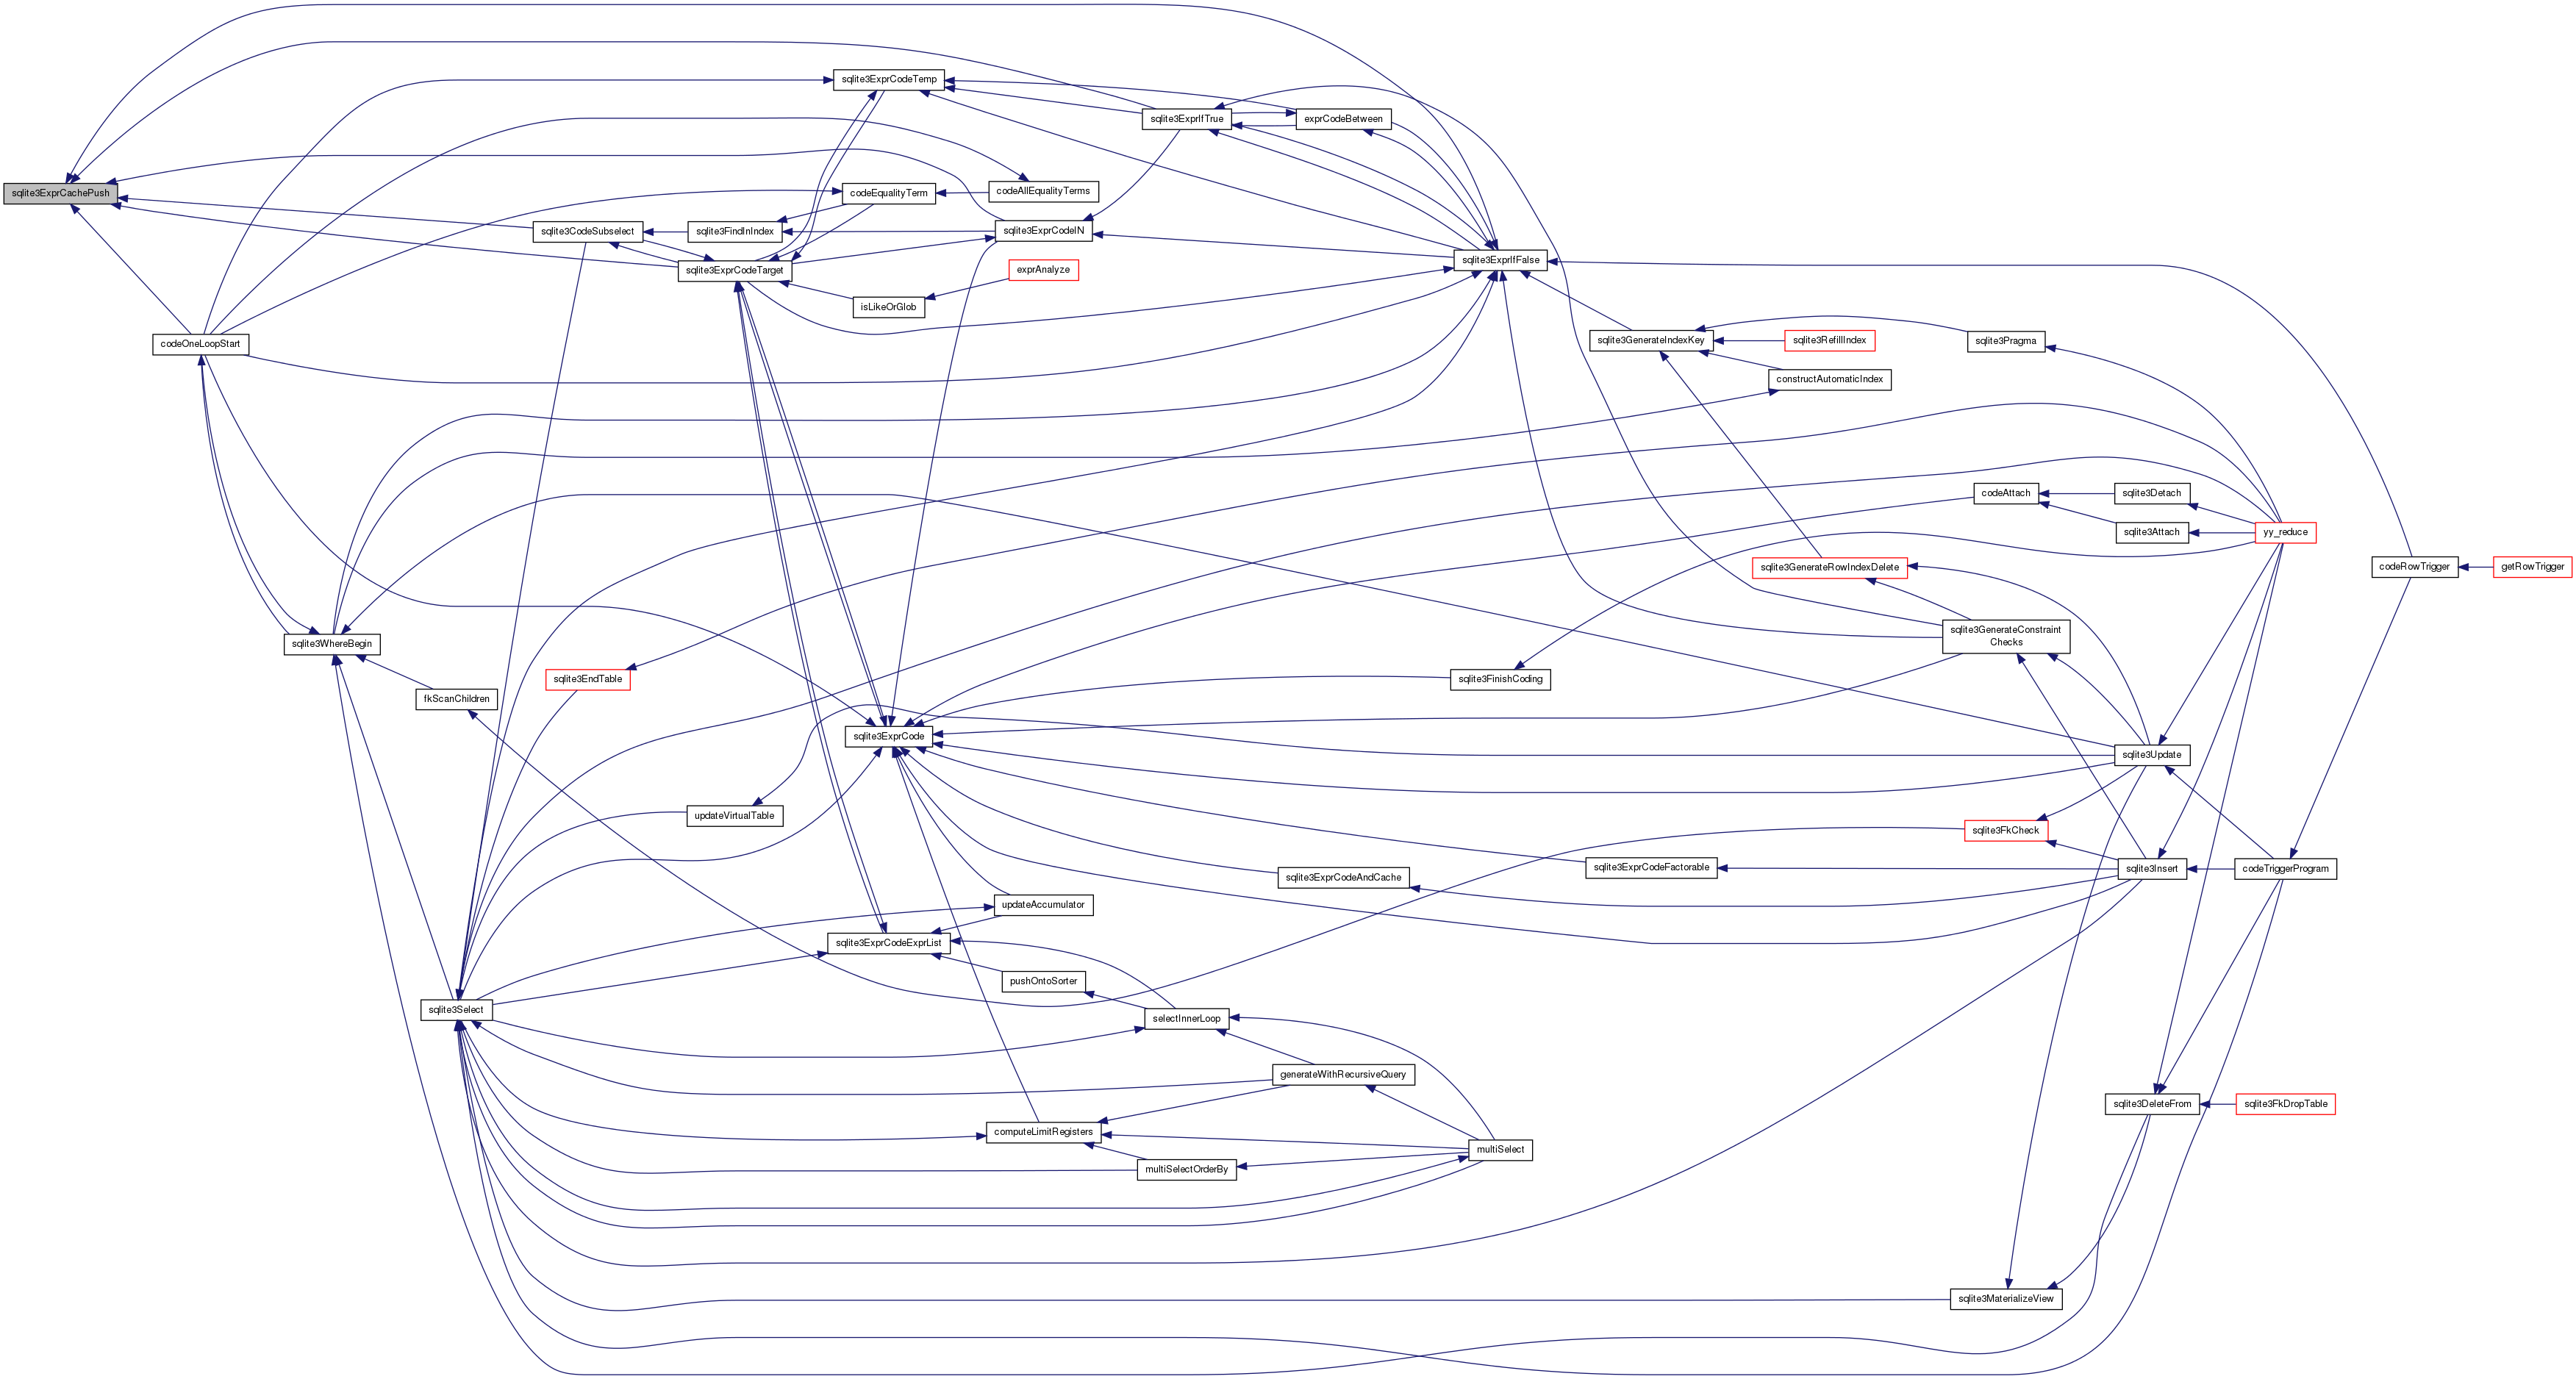 sqlite3ExprCachePush
codeOneLoopStart
sqlite3WhereBegin
fkScanChildren
sqlite3Select
sqlite3CodeSubselect
sqlite3EndTable
sqlite3FindInIndex
sqlite3ExprCodeTarget
updateVirtualTable
sqlite3ExprCodeTemp
codeEqualityTerm
isLikeOrGlob
sqlite3ExprCode
sqlite3ExprCodeExprList
codeAllEqualityTerms
sqlite3ExprCodeIN
exprAnalyze
updateAccumulator
pushOntoSorter
computeLimitRegisters
sqlite3ExprIfTrue
selectInnerLoop
multiSelectOrderBy
exprCodeBetween
sqlite3ExprCodeAndCache
generateWithRecursiveQuery
sqlite3ExprIfFalse
sqlite3FinishCoding
multiSelect
sqlite3GenerateIndexKey
sqlite3ExprCodeFactorable
sqlite3RefillIndex
constructAutomaticIndex
sqlite3GenerateRowIndexDelete
sqlite3Pragma
codeAttach
sqlite3GenerateConstraint
Checks
sqlite3FkCheck
sqlite3MaterializeView
sqlite3Detach
sqlite3Attach
sqlite3Update
sqlite3Insert
sqlite3DeleteFrom
yy_reduce
codeTriggerProgram
sqlite3FkDropTable
codeRowTrigger
getRowTrigger